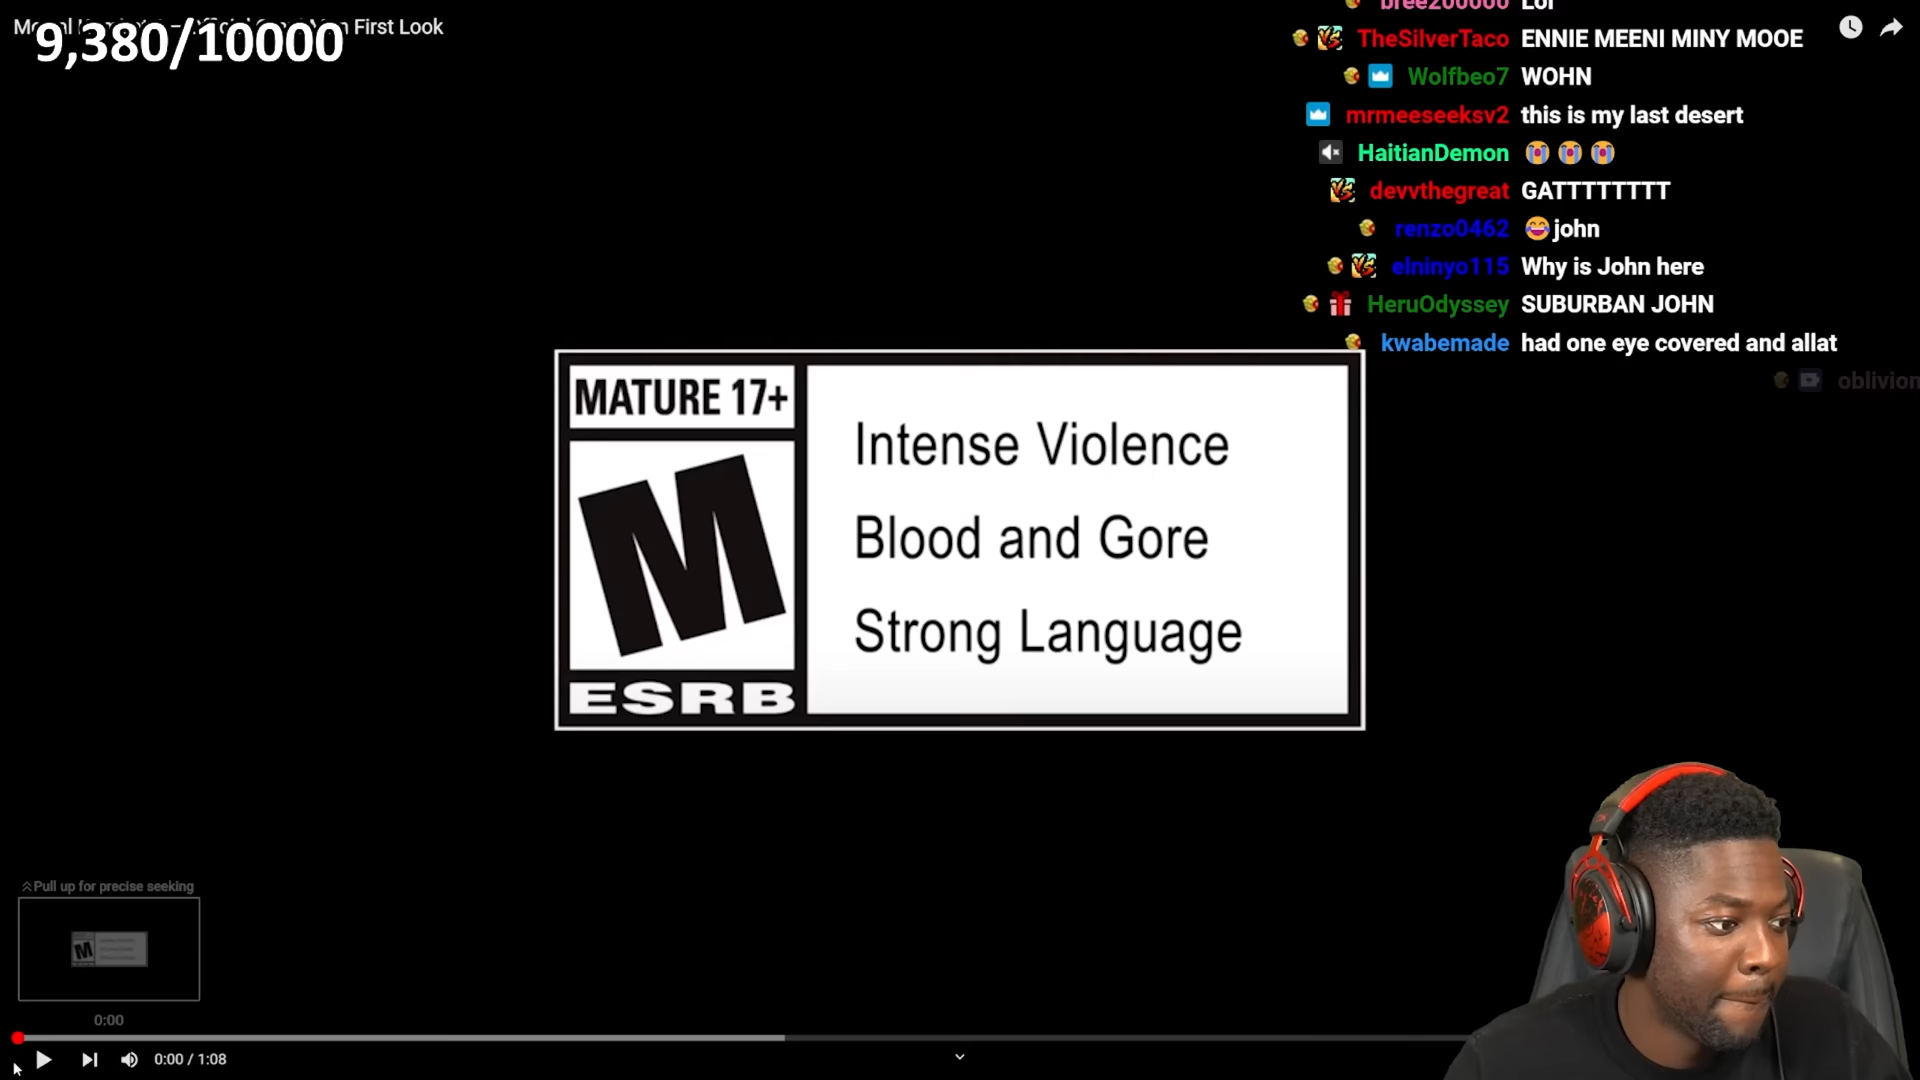 First Look
9,380/10000
bree200000 Lol
TheSilverTaco ENNIE MEENI MINY MOOE
Wolfbeo7 WOHN
mrmeeseeksv2 this is my last desert
HaitianDemon 😭 😭 😭
devvthegreat GATTTTTTTT
renzo0462 😂john
elninyo115 Why is John here
HeruOdyssey SUBURBAN JOHN
kwabemade had one eye covered and allat
oblivion
MATURE 17+
M
ESRB
Intense Violence
Blood and Gore
Strong Language
Pull up for precise seeking
M
0:00
0:00 / 1:08